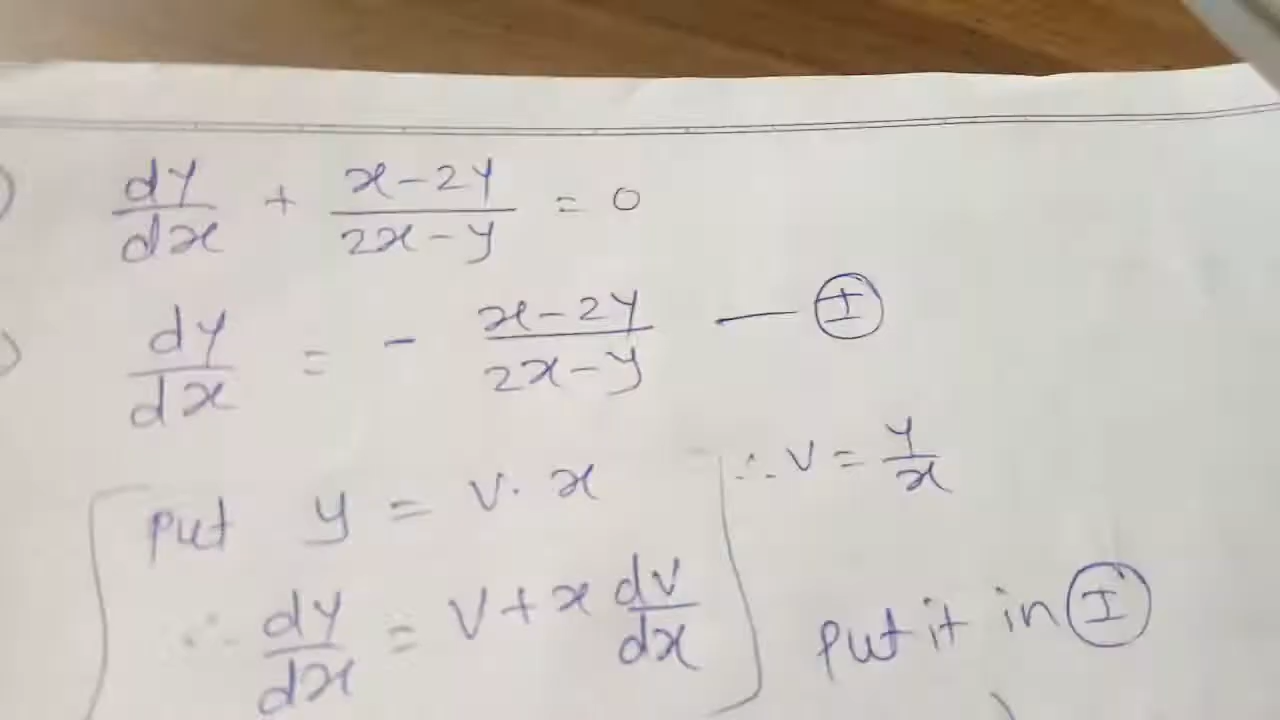 dy/dx + x-2y/2x-y = 0
dy/dx = - x-2y/2x-y — I
put y = v. x
∴ v = y/x
∴ dy/dx = v + x dv/dx
put it in I